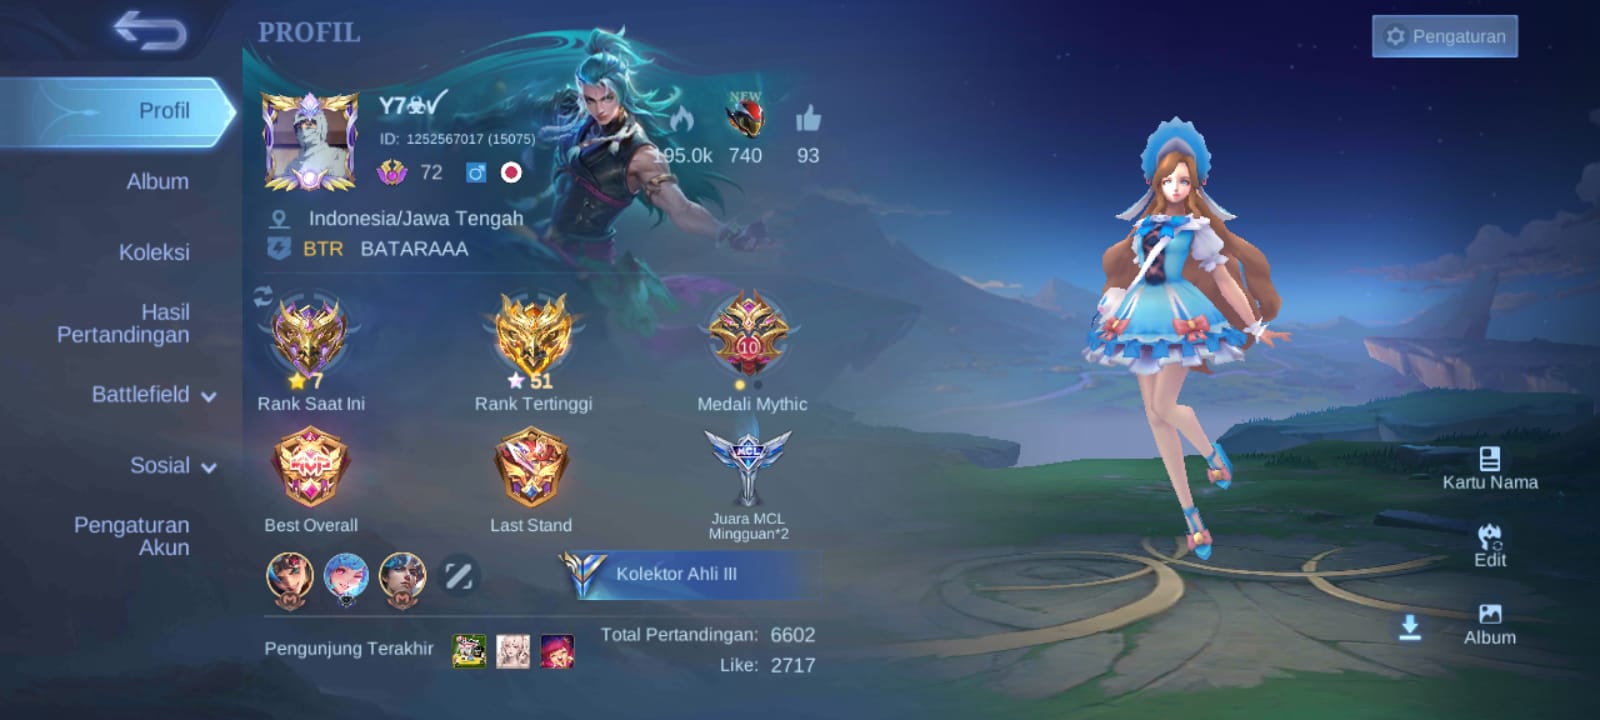 PROFIL
Pengaturan
Profil
Album
Koleksi
Hasil
Pertandingan
Battlefield
Sosial
Pengaturan
Akun
Y7☣√
ID: 1252567017 (15075)
72
195.0k
NEW
740
93
Indonesia/Jawa Tengah
BTR BATARAAA
7
Rank Saat Ini
51
Rank Tertinggi
10
Medali Mythic
Best Overall
Last Stand
MCL
Juara MCL
Mingguan*2
Kolektor Ahli III
Pengunjung Terakhir
Total Pertandingan: 6602
Like: 2717
Kartu Nama
Edit
Album